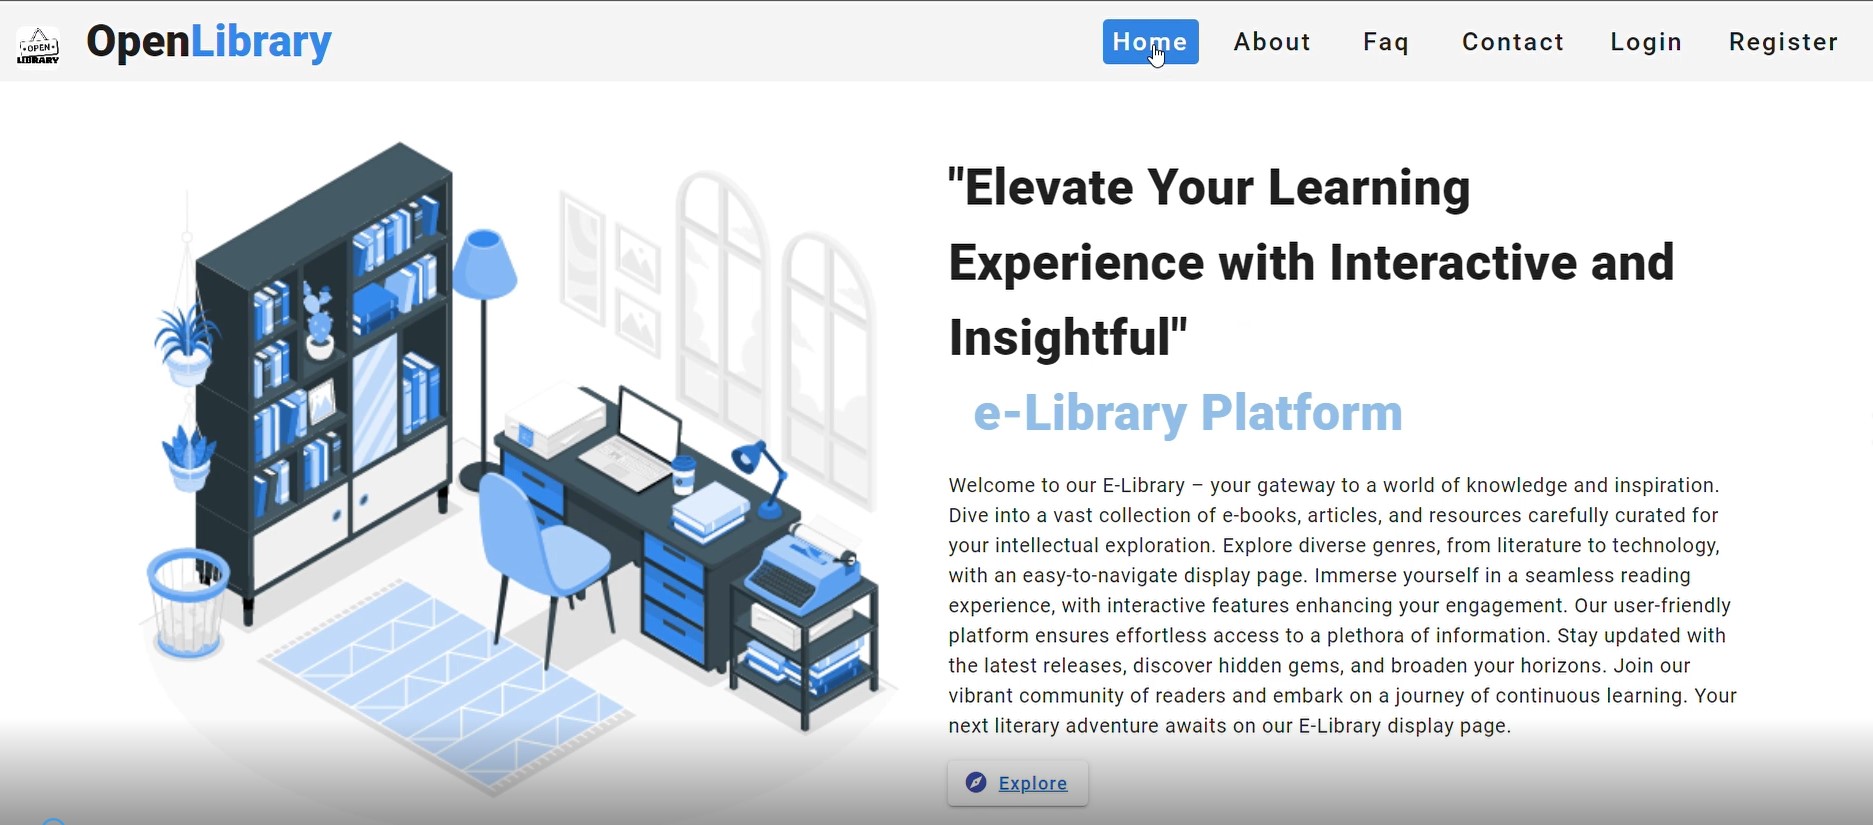 OPEN
LIBRARY
OpenLibrary
Home About Faq Contact Login Register
"Elevate Your Learning
Experience with Interactive and
Insightful"
e-Library Platform
Welcome to our E-Library – your gateway to a world of knowledge and inspiration.
Dive into a vast collection of e-books, articles, and resources carefully curated for
your intellectual exploration. Explore diverse genres, from literature to technology,
with an easy-to-navigate display page. Immerse yourself in a seamless reading
experience, with interactive features enhancing your engagement. Our user-friendly
platform ensures effortless access to a plethora of information. Stay updated with
the latest releases, discover hidden gems, and broaden your horizons. Join our
vibrant community of readers and embark on a journey of continuous learning. Your
next literary adventure awaits on our E-Library display page.
Explore